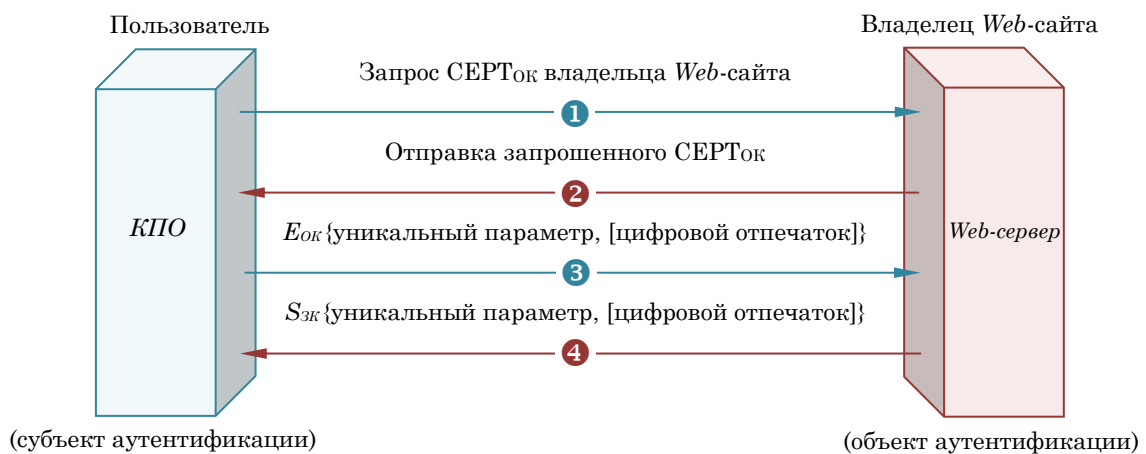 Пользователь
Владелец Web-сайта
Запрос СЕРТОК владельца Web-сайта
1
Отправка запрошенного СЕРТОК
2
КПО
EОК{уникальный параметр, [цифровой отпечаток]}
Web-сервер
3
SЗК{уникальный параметр, [цифровой отпечаток]}
4
(субъект аутентификации)
(объект аутентификации)